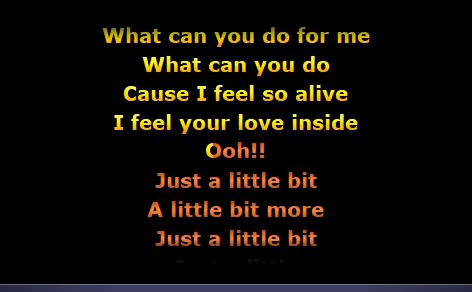 What can you do for me
What can you do
Cause I feel so alive
I feel your love inside
Ooh!!
Just a little bit
A little bit more
Just a little bit